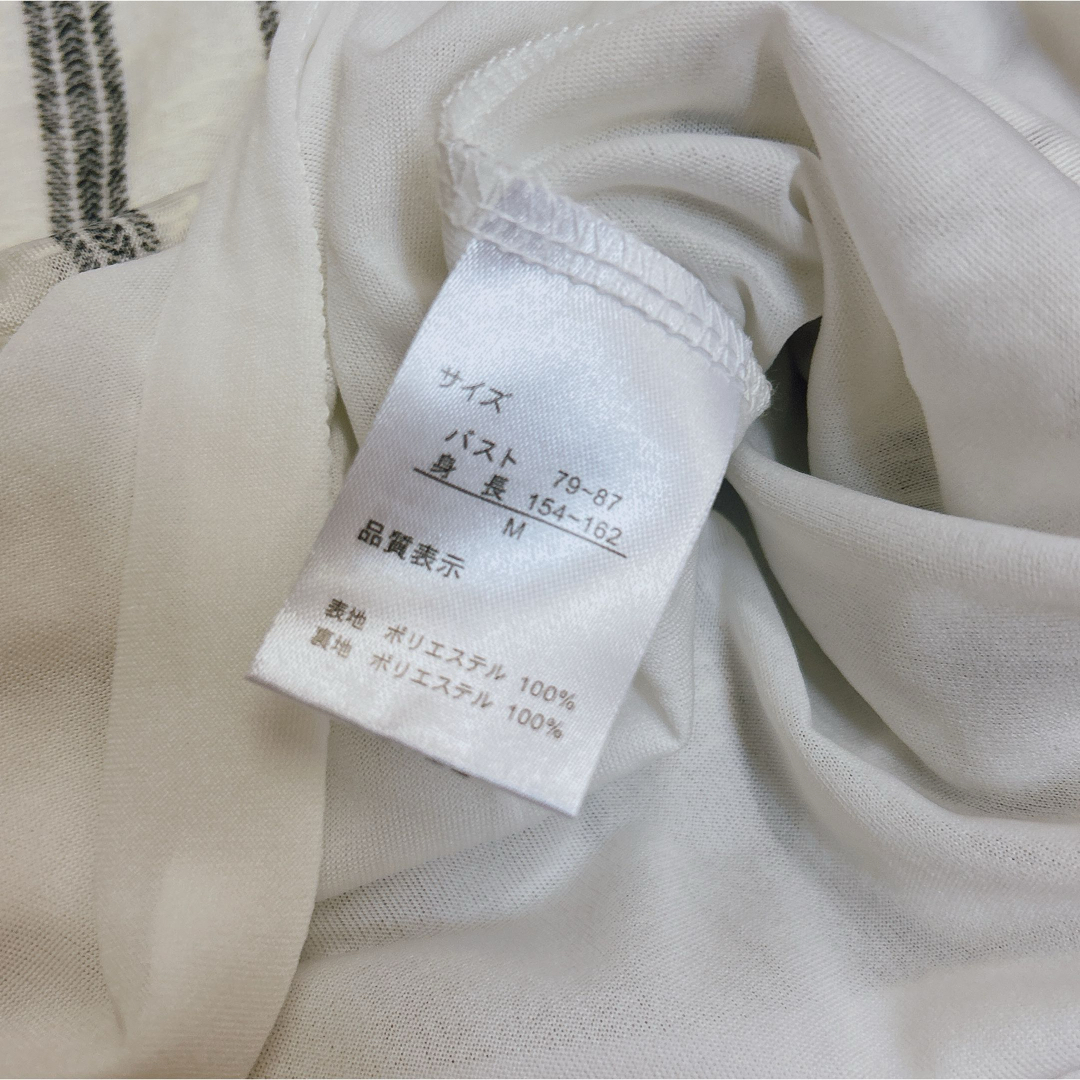 サイズ
バスト 79~87
身 長 154~162
M
品質表示
表地 ポリエステル 100%
裏地 ポリエステル 100%